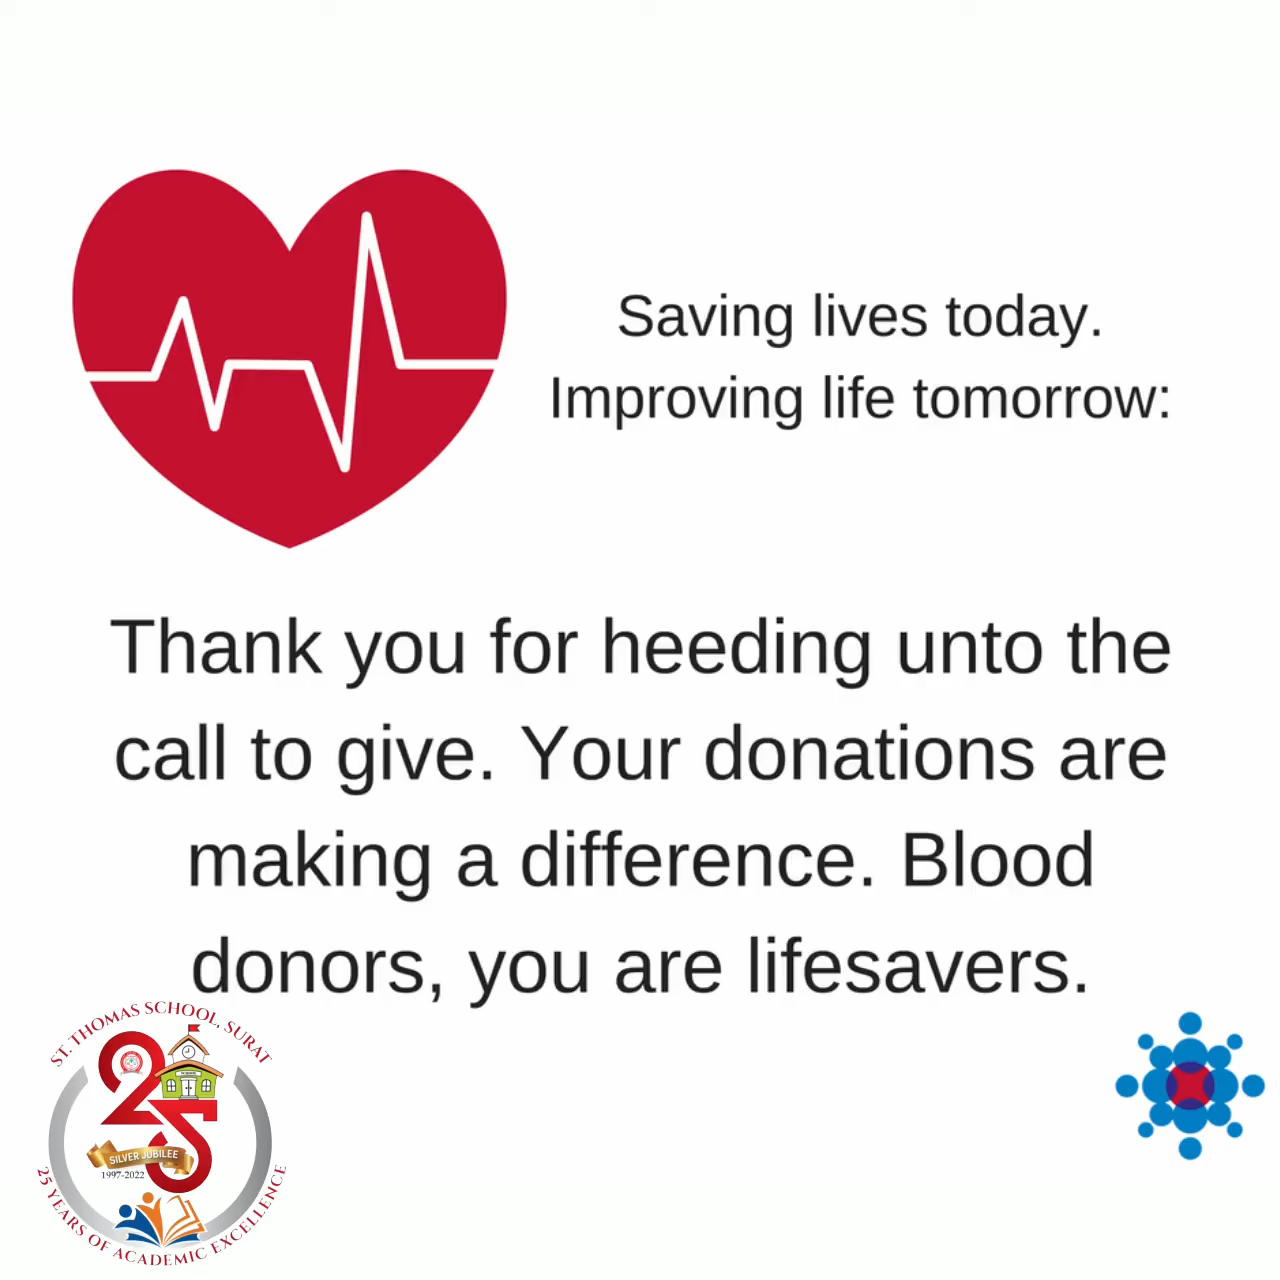 Saving lives today.
Improving life tomorrow:
Thank you for heeding unto the
call to give. Your donations are
making a difference. Blood
donors, you are lifesavers.
ST. THOMAS SCHOOL, SURAT
25
SILVER JUBILEE
1997-2022
25 YEARS OF ACADEMIC EXCELLENCE